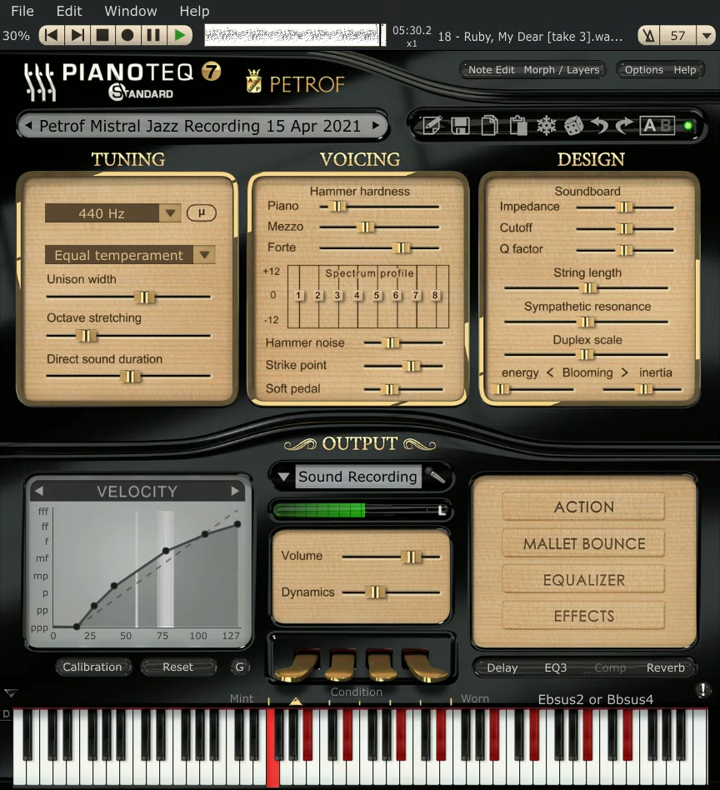 File Edit Window Help
30% 05:30.2 x1 18 - Ruby, My Dear [take 3].wa... 57
PIANOTEQ 7 STANDARD PETROF Note Edit Morph / Layers Options Help
Petrof Mistral Jazz Recording 15 Apr 2021 A B
TUNING
440 Hz µ
Equal temperament
Unison width
Octave stretching
Direct sound duration
VOICING
Hammer hardness
Piano
Mezzo
Forte
Spectrum profile
+12
0 1 2 3 4 5 6 7 8
-12
Hammer noise
Strike point
Soft pedal
DESIGN
Soundboard
Impedance
Cutoff
Q factor
String length
Sympathetic resonance
Duplex scale
energy < Blooming > inertia
OUTPUT
VELOCITY
fff
ff
f
mf
mp
p
pp
ppp
0 25 50 75 100 127
Calibration Reset G
Sound Recording
L
Volume
Dynamics
ACTION
MALLET BOUNCE
EQUALIZER
EFFECTS
Delay EQ3 Comp Reverb
Mint Condition Worn Ebsus2 or Bbsus4 !
D